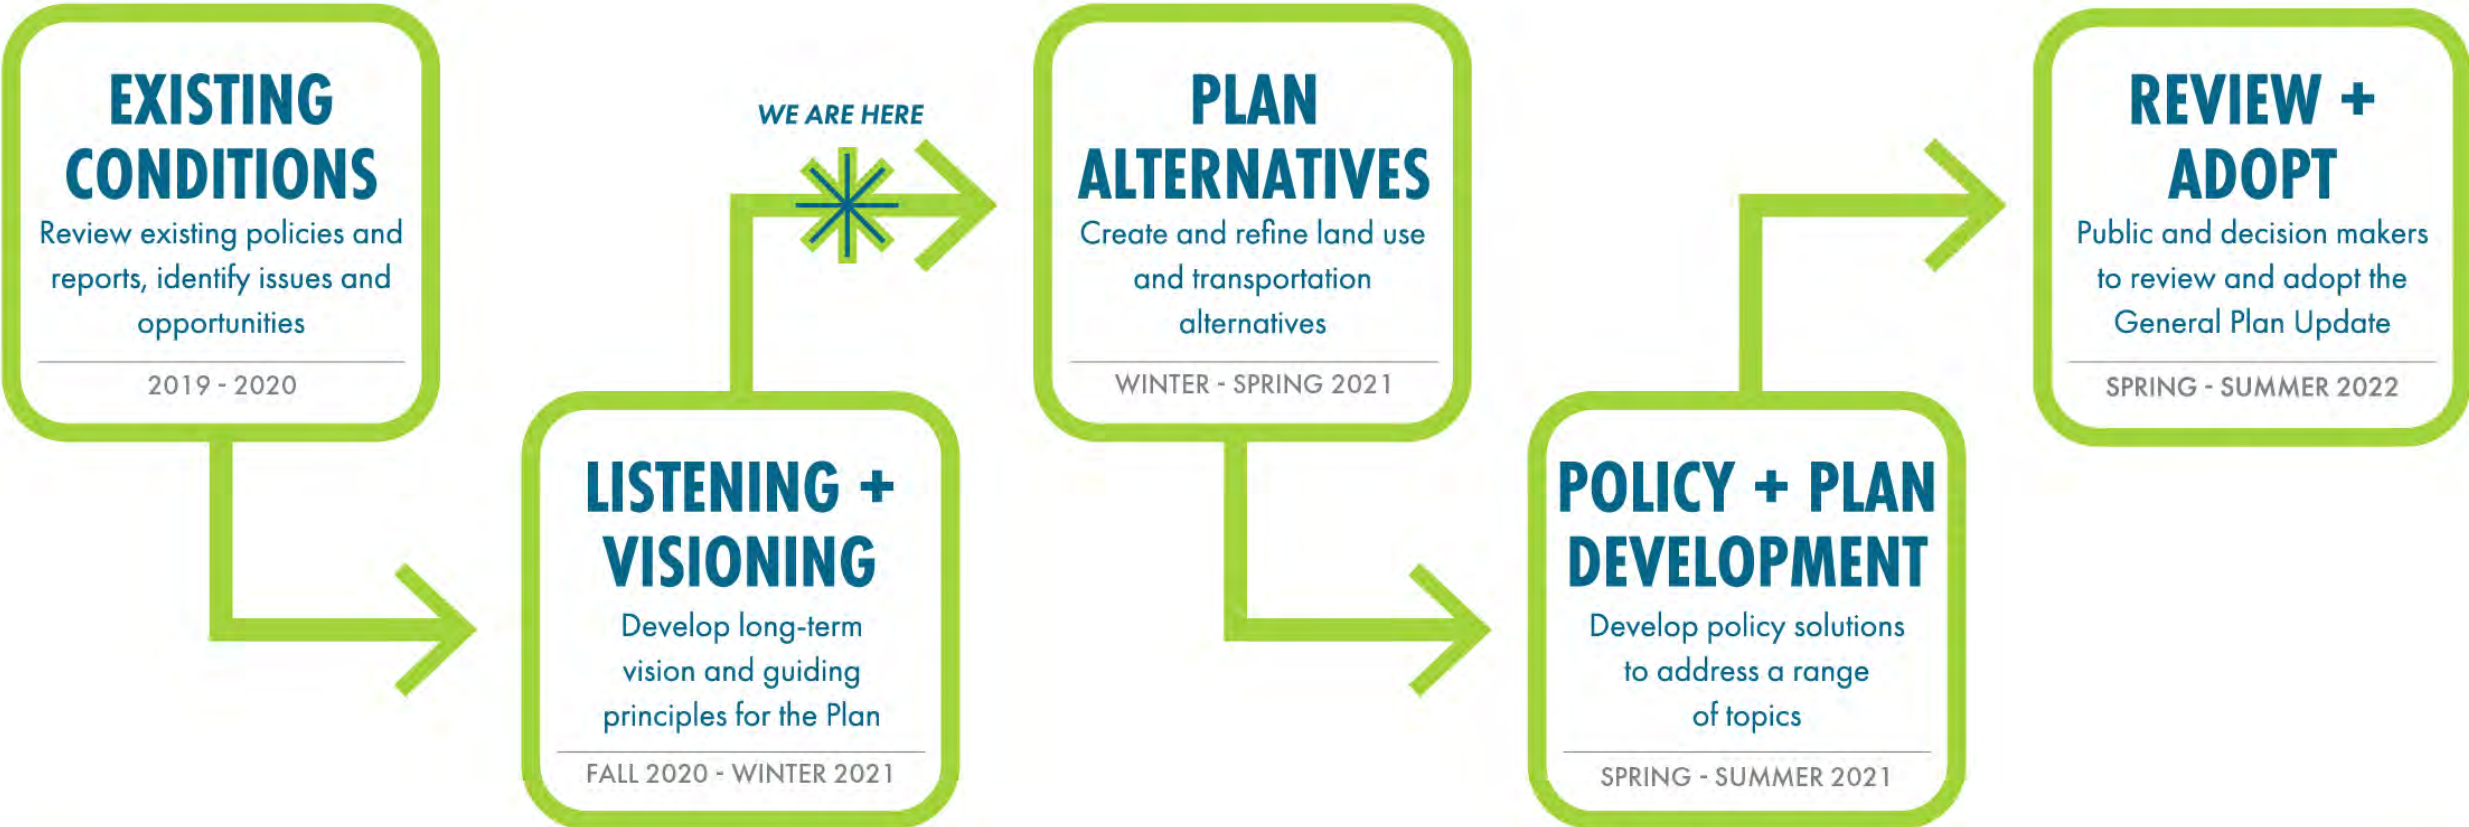 EXISTING
CONDITIONS
Review existing policies and
reports, identify issues and
opportunities
2019 - 2020
LISTENING +
VISIONING
Develop long-term
vision and guiding
principles for the Plan
FALL 2020 - WINTER 2021
WE ARE HERE
PLAN
ALTERNATIVES
Create and refine land use
and transportation
alternatives
WINTER - SPRING 2021
POLICY + PLAN
DEVELOPMENT
Develop policy solutions
to address a range
of topics
SPRING - SUMMER 2021
REVIEW +
ADOPT
Public and decision makers
to review and adopt the
General Plan Update
SPRING - SUMMER 2022